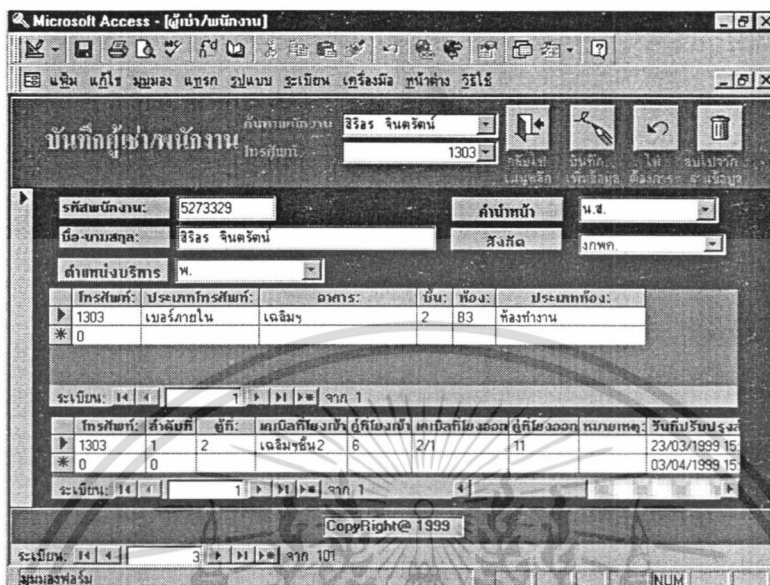 Microsoft Access - [ผู้เช่า/พนักงาน]
แฟ้ม แก้ไข มุมมอง แทรก รูปแบบ ระเบียน เครื่องมือ หน้าต่าง วิธีใช้
บันทึกผู้เช่า/พนักงาน
ค้นหาพนักงาน สิริอร จินตรัตน์
โทรศัพท์ 1303
กลับไป เมนูหลัก
บันทึก เพิ่มข้อมูล
ไม่ ต้องการ
ลบไปจาก ฐานข้อมูล
รหัสพนักงาน: 5273329 คำนำหน้า น.ส.
ชื่อ-นามสกุล: สิริอร จินตรัตน์ สังกัด งกพค.
ตำแหน่งบริหาร พ.
โทรศัพท์: ประเภทโทรศัพท์: อาคาร: ชั้น: ห้อง: ประเภทห้อง:
1303 เบอร์ภายใน เฉลิมฯ 2 B3 ห้องทำงาน
0
ระเบียน: 1 จาก 1
โทรศัพท์: ลำดับที่ ตู้ที่: เคเบิลที่โยงเข้า คู่ที่โยงเข้า เคเบิลที่โยงออก คู่ที่โยงออก หมายเหตุ: วันที่ปรับปรุงล่
1303 1 2 เฉลิมฯชั้น2 6 2/1 11 23/03/1999 15:
0 0 03/04/1999 15:
ระเบียน: 1 จาก 1
CopyRight@ 1999
ระเบียน: 3 จาก 101
มุมมองฟอร์ม NUM